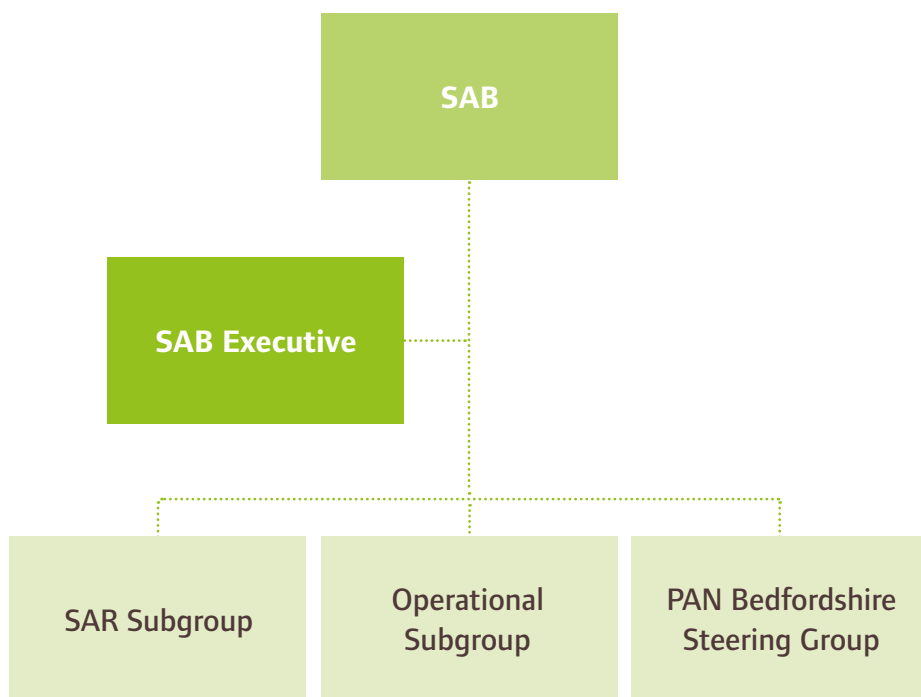 SAB
SAB Executive
SAR Subgroup
Operational
Subgroup
PAN Bedfordshire
Steering Group